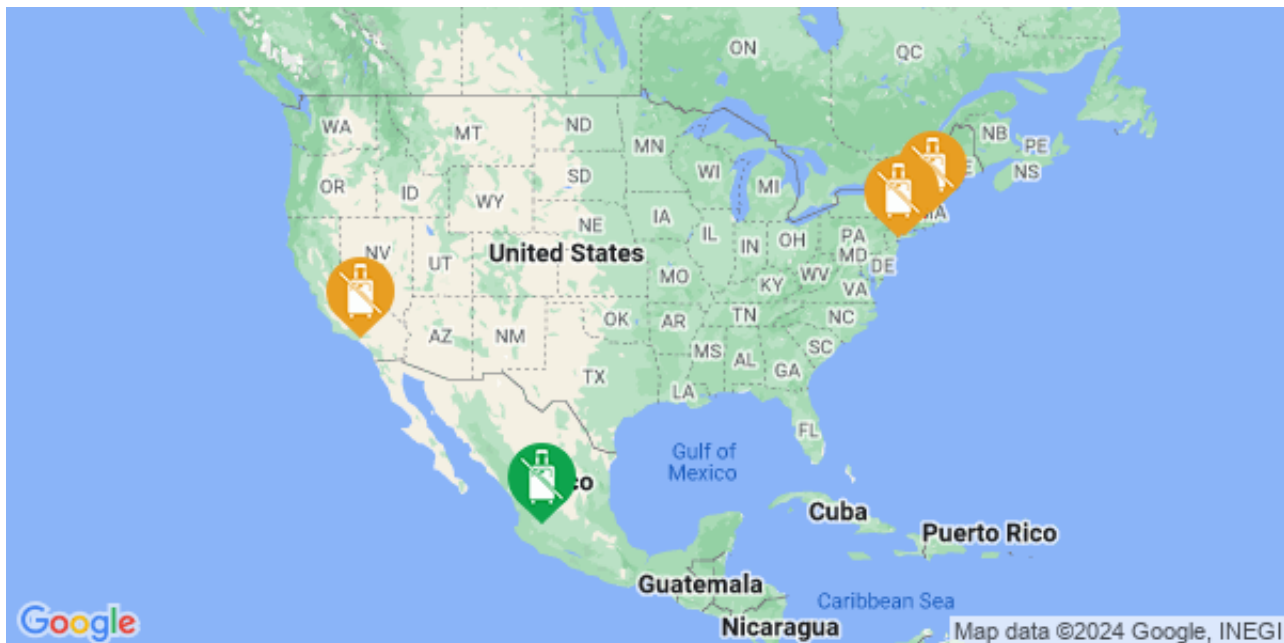 ON
QC
WA
MT
ND
MN
NB
PE
NS
OR
ID
SD
WI
MI
WY
IA
MA
NE
PA
NV
UT
United States
IL
IN
OH
MD
DE
MO
KY
WV
VA
OK
AR
TN
NC
AZ
NM
MS
AL
SC
GA
TX
LA
FL
Gulf of
Mexico
co
Cuba
Puerto Rico
Guatemala
Caribbean Sea
Nicaragua
Google
Map data ©2024 Google, INEGI